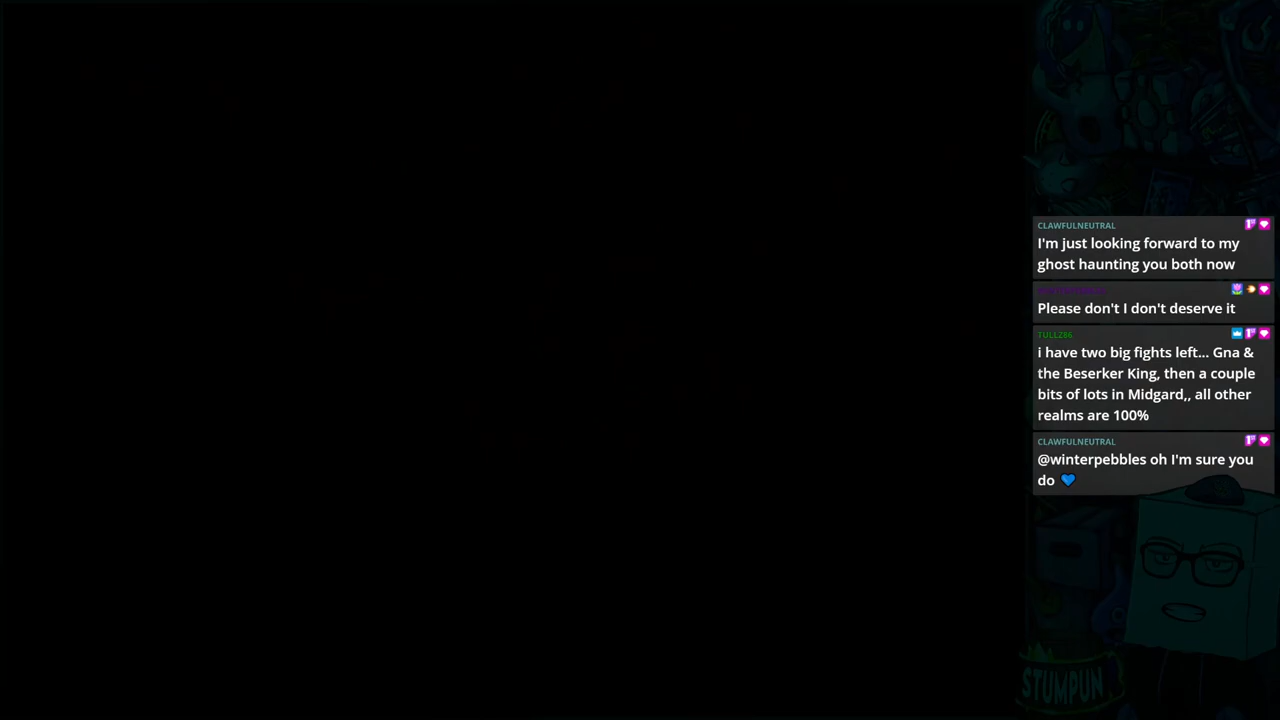 CLAWFULNEUTRAL
I'm just looking forward to my
ghost haunting you both now
Please don't I don't deserve it
TULLZ86
i have two big fights left... Gna &
the Beserker King, then a couple
bits of lots in Midgard,, all other
realms are 100%
CLAWFULNEUTRAL
@winterpebbles oh I'm sure you
do 💙
STUMPUN